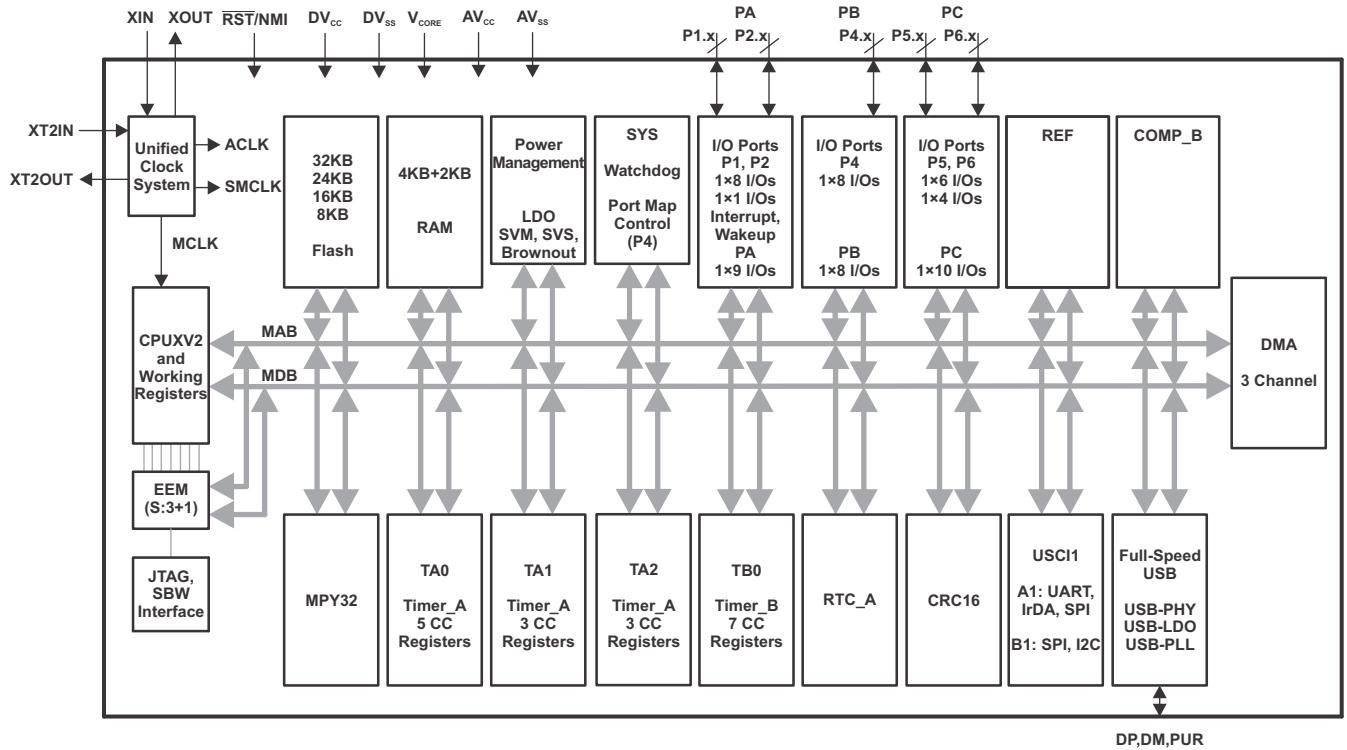 XIN
XOUT
RST/NMI
DVCC
DVSS
VCORE
AVCC
AVSS
PA
P1.x
P2.x
PB
P4.x
PC
P5.x
P6.x
XT2IN
XT2OUT
Unified
Clock
System
ACLK
SMCLK
MCLK
32KB
24KB
16KB
8KB
Flash
4KB+2KB
RAM
Power
Management
LDO
SVM, SVS,
Brownout
SYS
Watchdog
Port Map
Control
(P4)
I/O Ports
P1, P2
1×8 I/Os
1×1 I/Os
Interrupt,
Wakeup
PA
1×9 I/Os
I/O Ports
P4
1×8 I/Os
PB
1×8 I/Os
I/O Ports
P5, P6
1×6 I/Os
1×4 I/Os
PC
1×10 I/Os
REF
COMP_B
CPUXV2
and
Working
Registers
MAB
MDB
DMA
3 Channel
EEM
(S:3+1)
JTAG,
SBW
Interface
MPY32
TA0
Timer_A
5 CC
Registers
TA1
Timer_A
3 CC
Registers
TA2
Timer_A
3 CC
Registers
TB0
Timer_B
7 CC
Registers
RTC_A
CRC16
USCI1
A1: UART,
IrDA, SPI
B1: SPI, I2C
Full-Speed
USB
USB-PHY
USB-LDO
USB-PLL
DP,DM,PUR